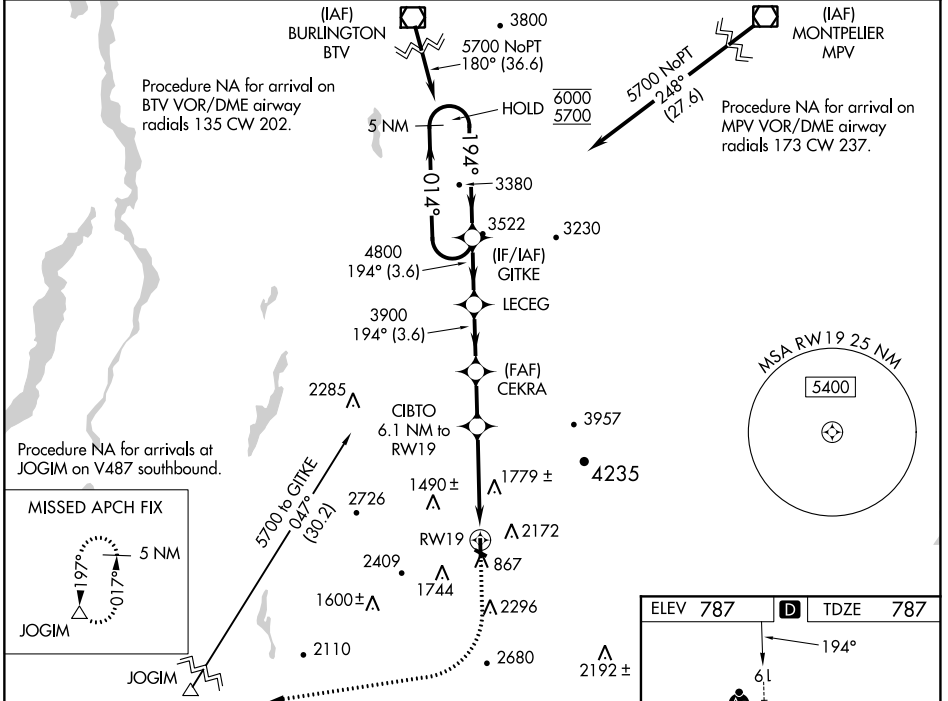 (IAF)
BURLINGTON
BTV
3800
5700 NoPT
180° (36.6)
(IAF)
MONTPELIER
MPV
5700 NoPT
248°
(27.6)
Procedure NA for arrival on
BTV VOR/DME airway
radials 135 CW 202.
HOLD
6000
5700
Procedure NA for arrival on
MPV VOR/DME airway
radials 173 CW 237.
5 NM
194°
014°
3380
3522
3230
4800
194° (3.6)
(IF/IAF)
GITKE
LECEG
3900
194° (3.6)
(FAF)
CEKRA
MSA RW19 25 NM
5400
2285
CIBTO
6.1 NM to
RW19
3957
4235
Procedure NA for arrivals at
JOGIM on V487 southbound.
5700 to GITKE
047°
(30.2)
2726
1490 ±
1779 ±
MISSED APCH FIX
5 NM
197°
017°
JOGIM
RW19
2172
867
2409
1744
1600 ±
2296
2110
2680
2192 ±
JOGIM
ELEV 787
D
TDZE 787
194°